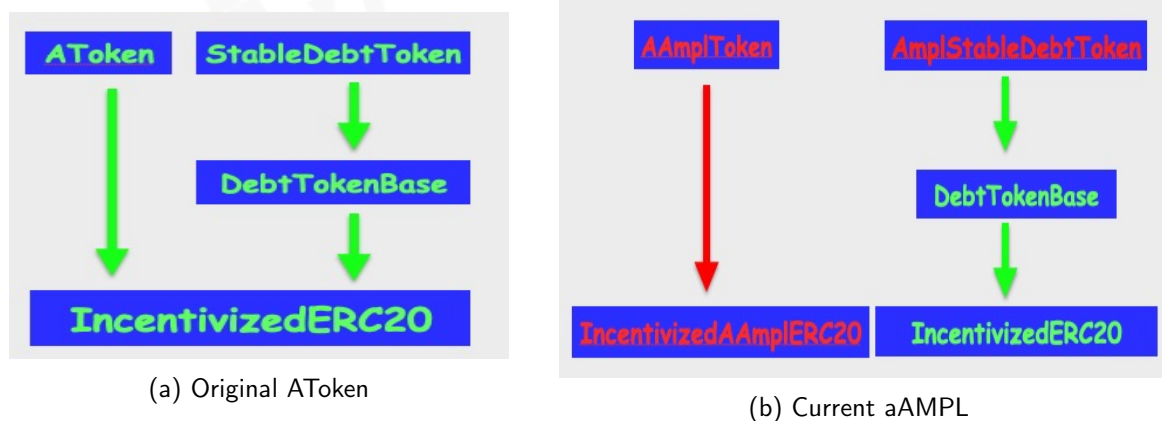 AToken
StableDebtToken
DebtTokenBase
IncentivizedERC20
(a) Original AToken
AAmplToken
AmplStableDebtToken
DebtTokenBase
IncentivizedAAmplERC20
IncentivizedERC20
(b) Current aAMPL